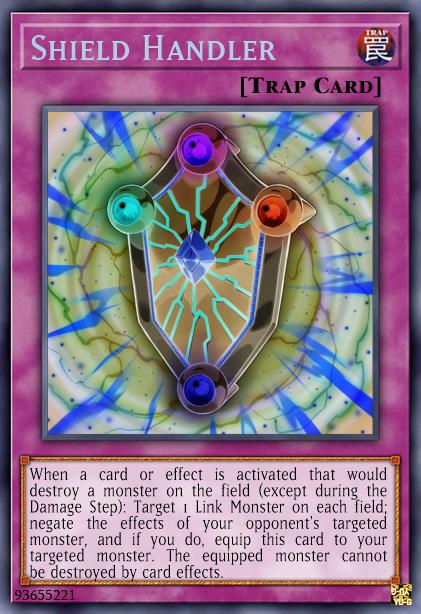 Shield Handler
TRAP
罠
[Trap Card]
When a card or effect is activated that would
destroy a monster on the field (except during the
Damage Step): Target 1 Link Monster on each field;
negate the effects of your opponent's targeted
monster, and if you do, equip this card to your
targeted monster. The equipped monster cannot
be destroyed by card effects.
93655221